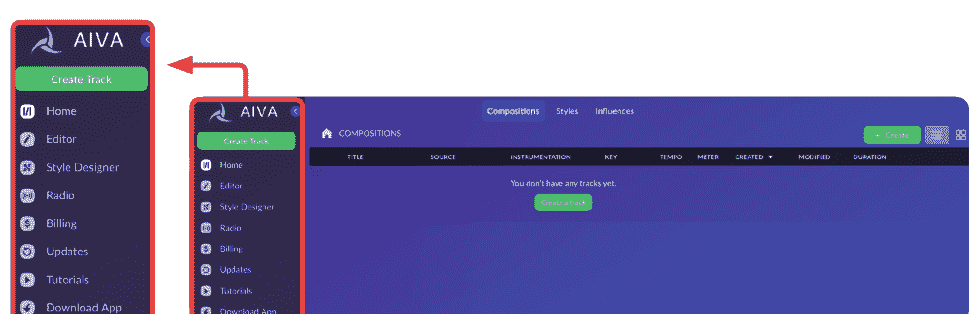 AIVA
Create Track
Home
Editor
Style Designer
Radio
Billing
Updates
Tutorials
Download App
AIVA
Create Track
Home
Editor
Style Designer
Radio
Billing
Updates
Tutorials
Download App
Compositions Styles Influences
COMPOSITIONS
+ Create
TITLE SOURCE INSTRUMENTATION KEY TEMPO METER CREATED MODIFIED DURATION
You don't have any tracks yet.
Create a track